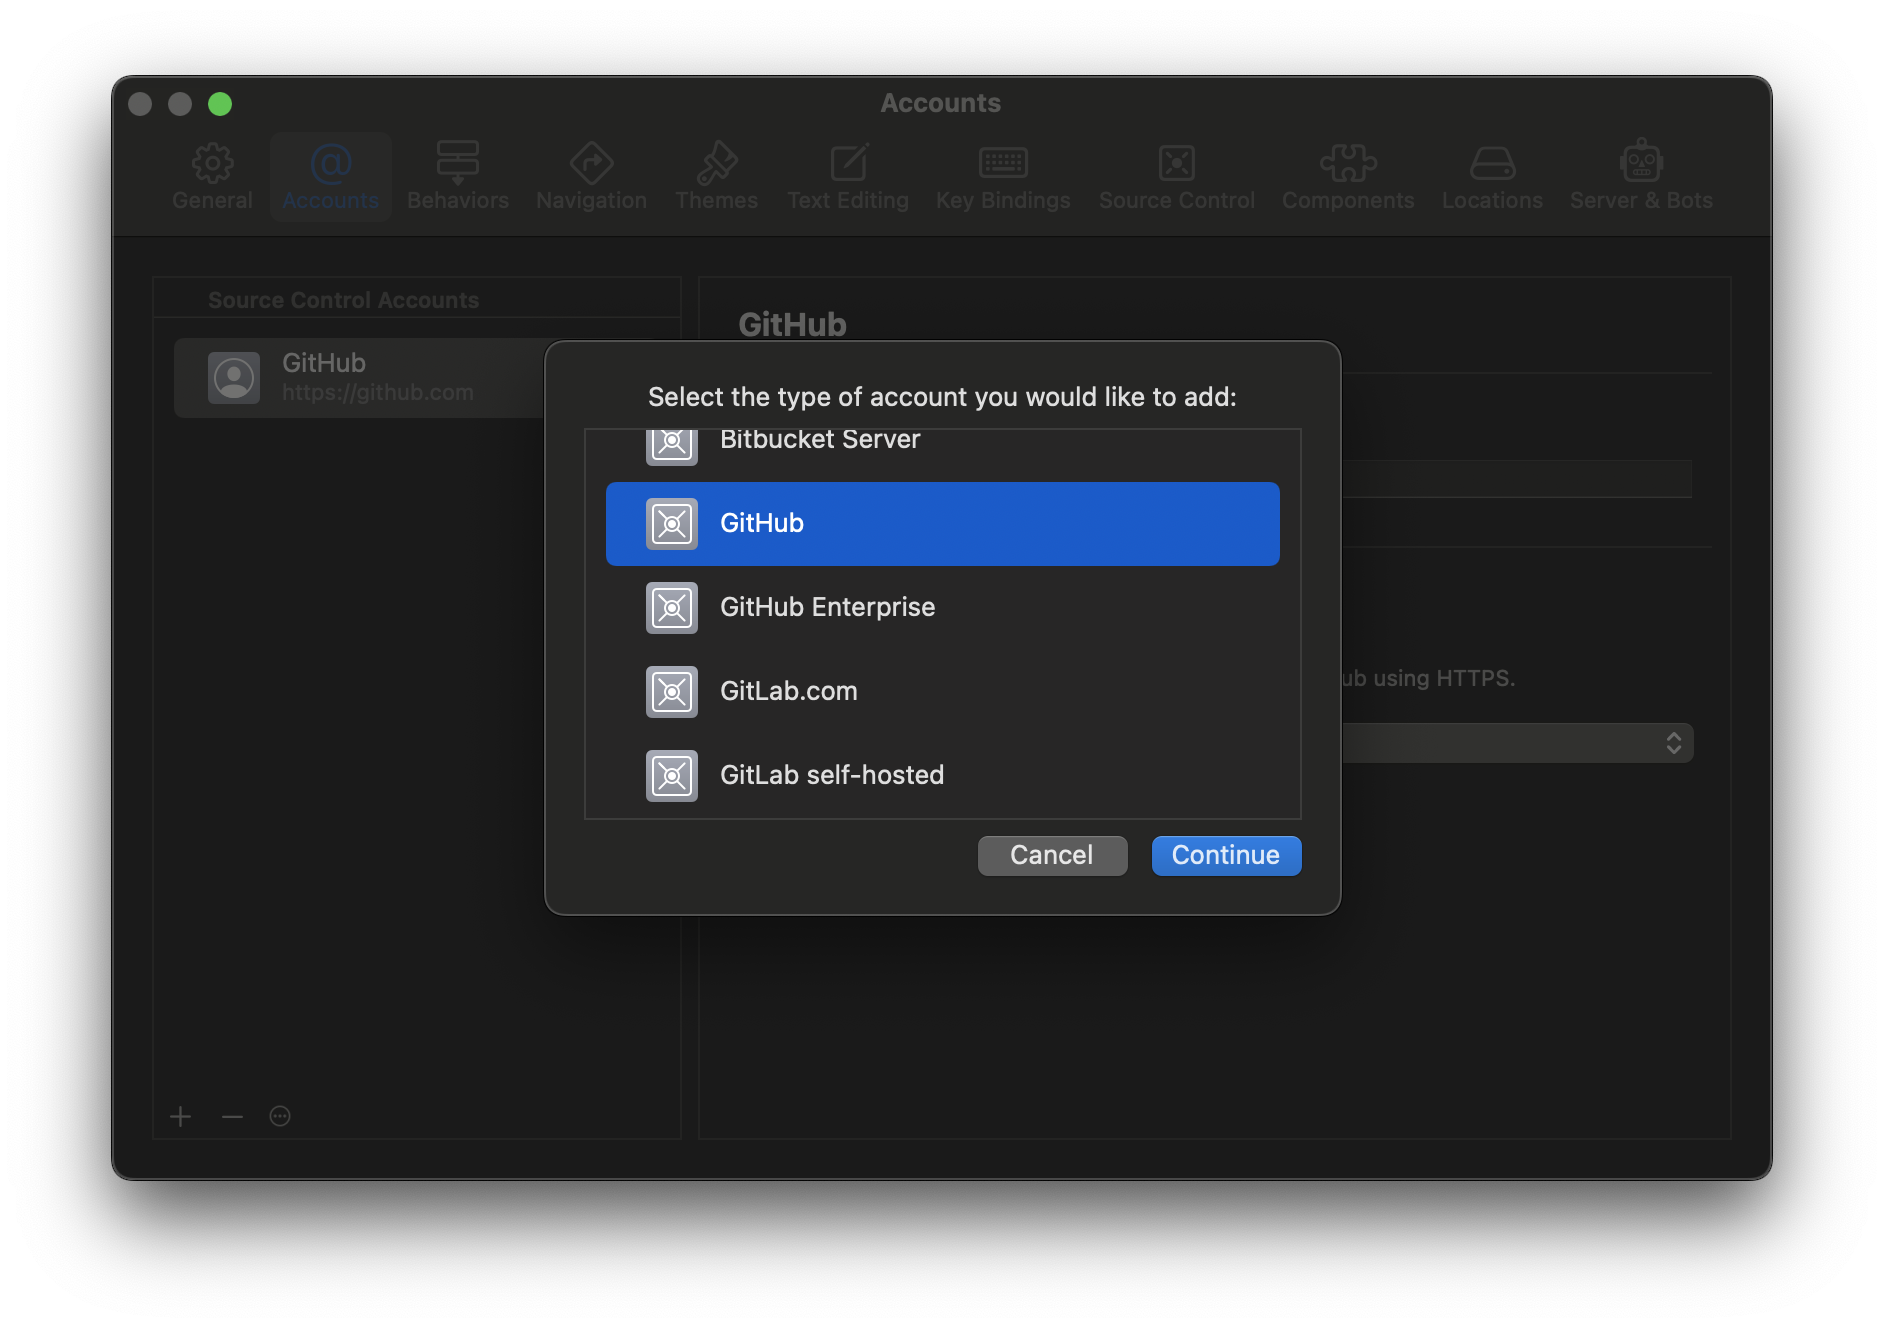 Accounts
General
Accounts
Behaviors
Navigation
Themes
Text Editing
Key Bindings
Source Control
Components
Locations
Server & Bots
Source Control Accounts
GitHub
https://github.com
GitHub
Select the type of account you would like to add:
Bitbucket Server
GitHub
GitHub Enterprise
GitLab.com
GitLab self-hosted
Cancel
Continue
using HTTPS.